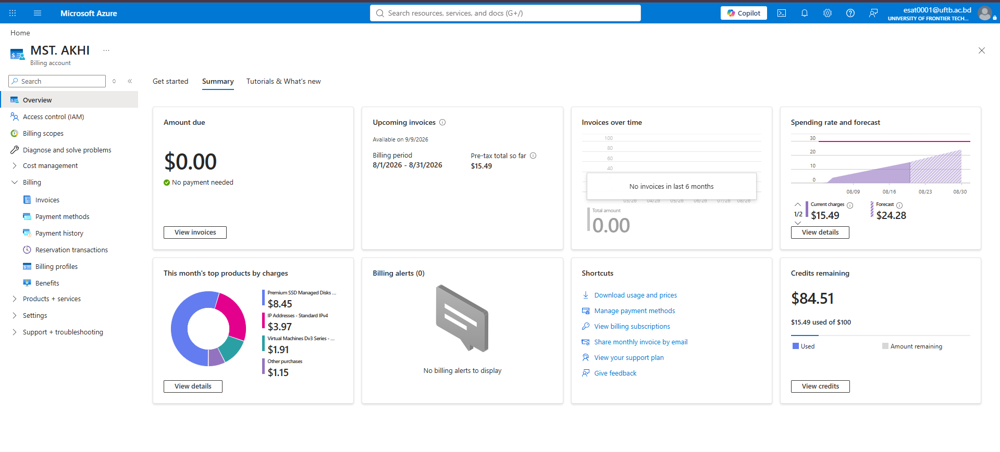 Microsoft Azure
Search resources, services, and docs (G+/)
Copilot
esat0001@uftb.ac.bd
UNIVERSITY OF FRONTIER TECH...
Home
MST. AKHI
...
Billing account
Search
Overview
Access control (IAM)
Billing scopes
Diagnose and solve problems
Cost management
Billing
Invoices
Payment methods
Payment history
Reservation transactions
Billing profiles
Benefits
Products + services
Settings
Support + troubleshooting
Get started
Summary
Tutorials & What's new
Amount due
$0.00
No payment needed
View invoices
Upcoming invoices
Available on 9/9/2026
Billing period
8/1/2026 - 8/31/2026
Pre-tax total so far
$15.49
Invoices over time
100
80
60
40
No invoices in last 6 months
03/26 04/26 05/26 06/26 07/26 08/26
Total amount
0.00
Spending rate and forecast
30
20
10
0
08/09 08/16 08/23 08/30
1/2
Current charges
$15.49
Forecast
$24.28
View details
This month's top products by charges
Premium SSD Managed Disks ...
$8.45
IP Addresses - Standard IPv4
$3.97
Virtual Machines Dv3 Series - ...
$1.91
Other purchases
$1.15
View details
Billing alerts (0)
No billing alerts to display
Shortcuts
Download usage and prices
Manage payment methods
View billing subscriptions
Share monthly invoice by email
View your support plan
Give feedback
Credits remaining
$84.51
$15.49 used of $100
Used
Amount remaining
View credits